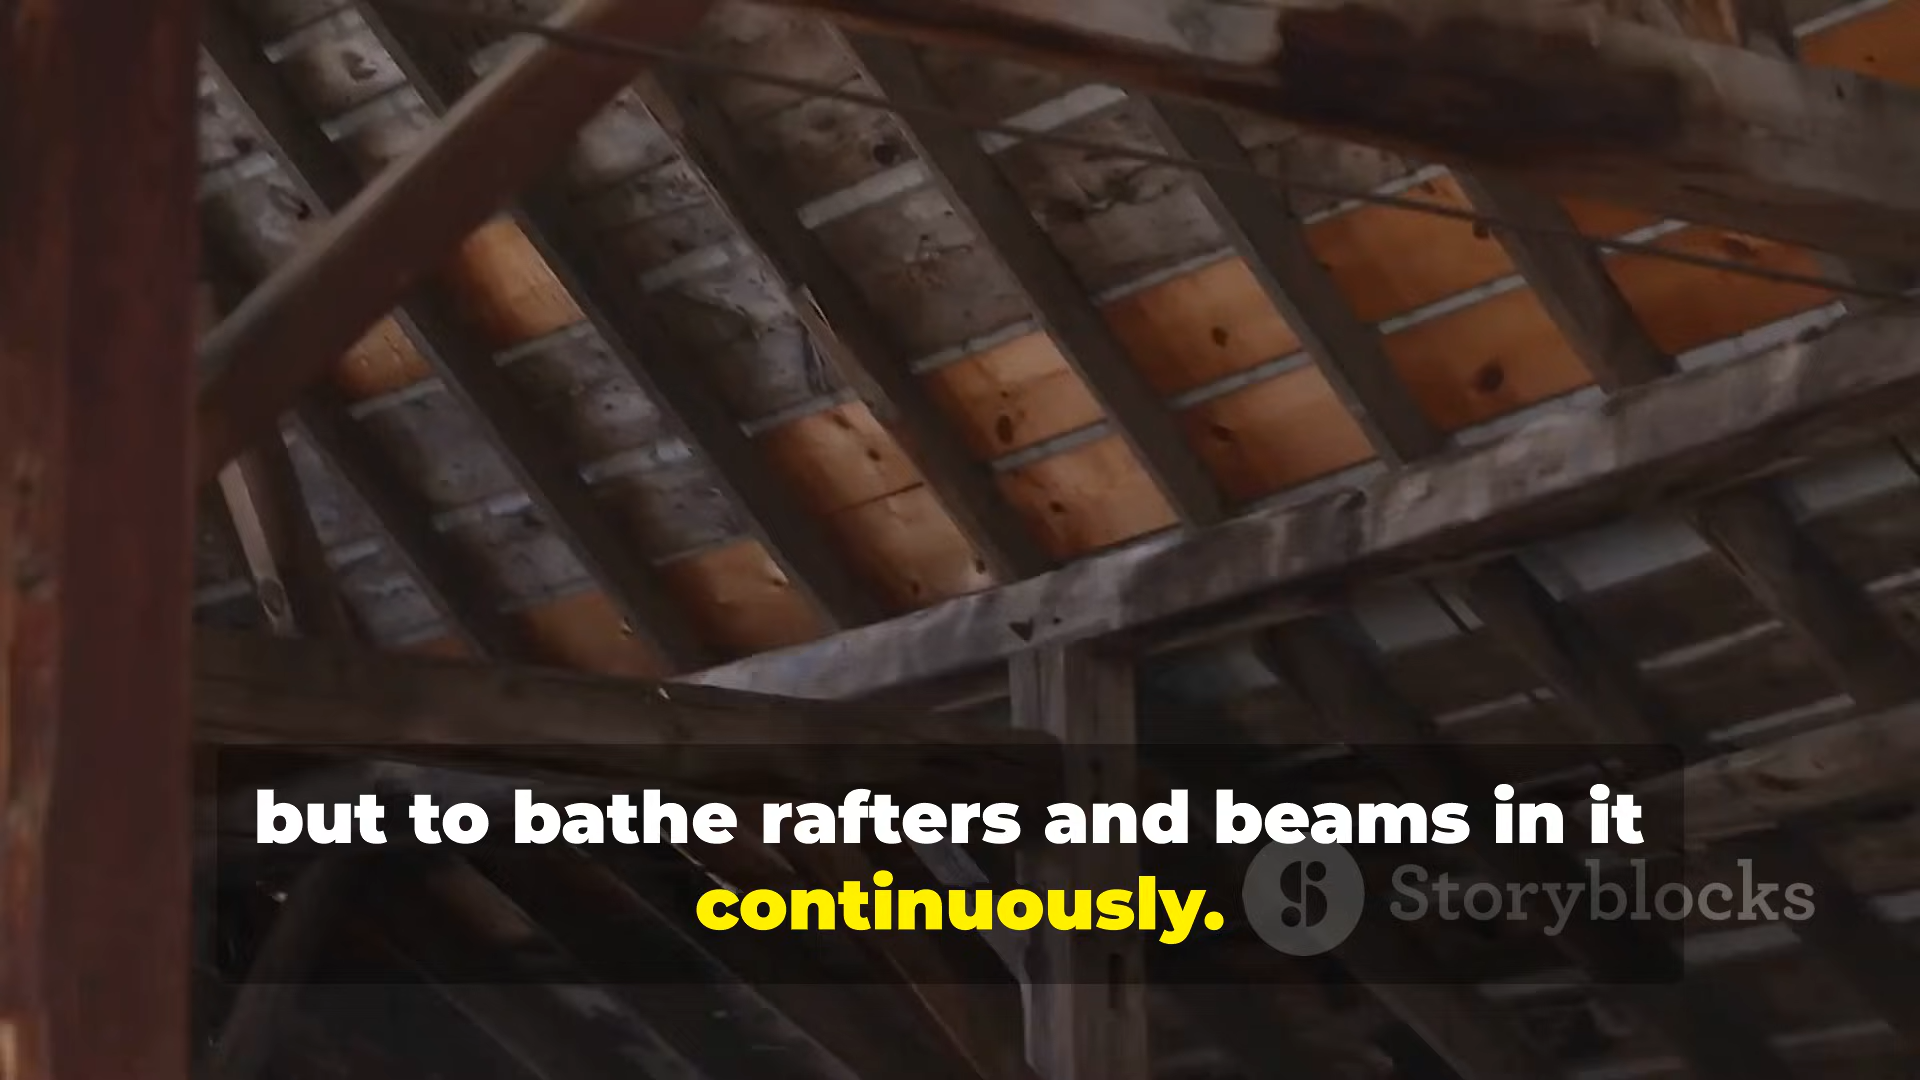 but to bathe rafters and beams in it
continuously.
Storyblocks